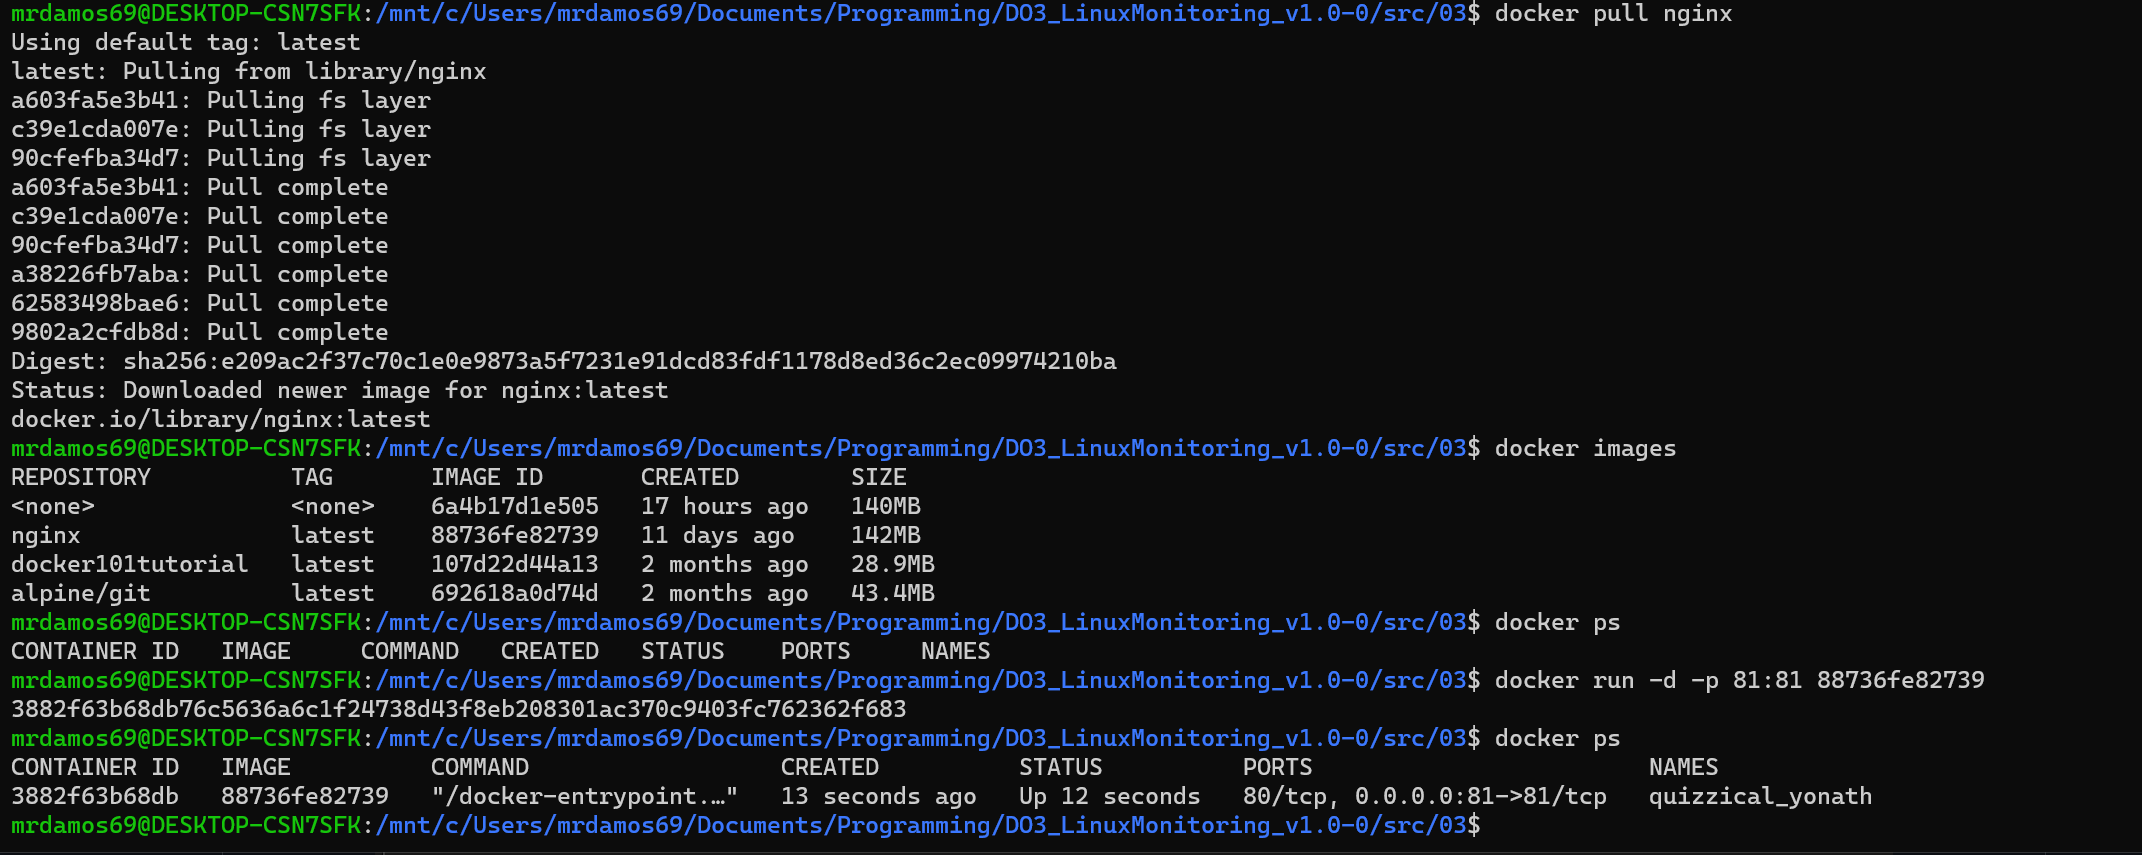 mrdamos69@DESKTOP-CSN7SFK:/mnt/c/Users/mrdamos69/Documents/Programming/DO3_LinuxMonitoring_v1.0-0/src/03$ docker pull nginx
Using default tag: latest
latest: Pulling from library/nginx
a603fa5e3b41: Pulling fs layer
c39e1cda007e: Pulling fs layer
90cfefba34d7: Pulling fs layer
a603fa5e3b41: Pull complete
c39e1cda007e: Pull complete
90cfefba34d7: Pull complete
a38226fb7aba: Pull complete
62583498bae6: Pull complete
9802a2cfdb8d: Pull complete
Digest: sha256:e209ac2f37c70c1e0e9873a5f7231e91dcd83fdf1178d8ed36c2ec09974210ba
Status: Downloaded newer image for nginx:latest
docker.io/library/nginx:latest
mrdamos69@DESKTOP-CSN7SFK:/mnt/c/Users/mrdamos69/Documents/Programming/DO3_LinuxMonitoring_v1.0-0/src/03$ docker images
REPOSITORY          TAG       IMAGE ID       CREATED        SIZE
<none>              <none>    6a4b17d1e505   17 hours ago   140MB
nginx               latest    88736fe82739   11 days ago    142MB
docker101tutorial   latest    107d22d44a13   2 months ago   28.9MB
alpine/git          latest    692618a0d74d   2 months ago   43.4MB
mrdamos69@DESKTOP-CSN7SFK:/mnt/c/Users/mrdamos69/Documents/Programming/DO3_LinuxMonitoring_v1.0-0/src/03$ docker ps
CONTAINER ID   IMAGE     COMMAND   CREATED   STATUS    PORTS     NAMES
mrdamos69@DESKTOP-CSN7SFK:/mnt/c/Users/mrdamos69/Documents/Programming/DO3_LinuxMonitoring_v1.0-0/src/03$ docker run -d -p 81:81 88736fe82739
3882f63b68db76c5636a6c1f24738d43f8eb208301ac370c9403fc762362f683
mrdamos69@DESKTOP-CSN7SFK:/mnt/c/Users/mrdamos69/Documents/Programming/DO3_LinuxMonitoring_v1.0-0/src/03$ docker ps
CONTAINER ID   IMAGE          COMMAND                  CREATED          STATUS          PORTS                        NAMES
3882f63b68db   88736fe82739   "/docker-entrypoint.…"   13 seconds ago   Up 12 seconds   80/tcp, 0.0.0.0:81->81/tcp   quizzical_yonath
mrdamos69@DESKTOP-CSN7SFK:/mnt/c/Users/mrdamos69/Documents/Programming/DO3_LinuxMonitoring_v1.0-0/src/03$